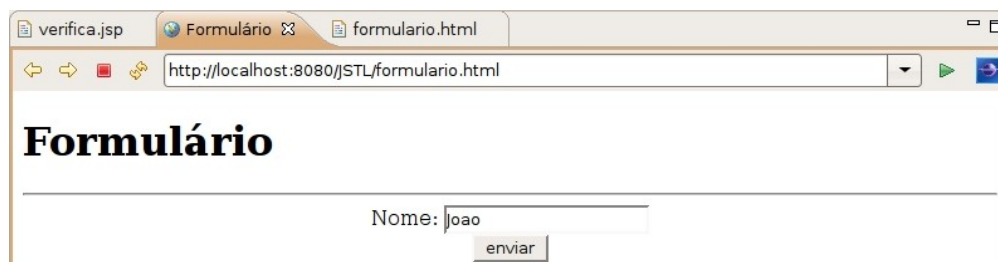 verifica.jsp Formulário formulario.html
http://localhost:8080/JSTL/formulario.html
Formulário
Nome: Joao
enviar